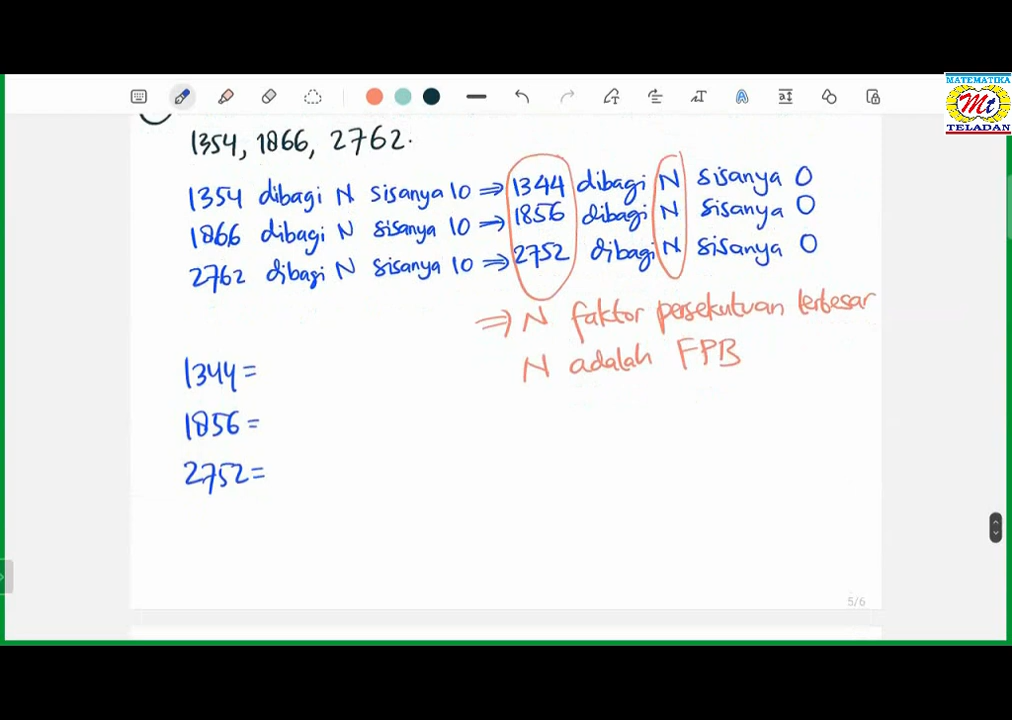 MATEMATIKA
Mt
TELADAN
1354, 1866, 2762.
1354 dibagi N sisanya 10 ⇒ 1344 dibagi N sisanya 0
1866 dibagi N sisanya 10 ⇒ 1856 dibagi N sisanya 0
2762 dibagi N sisanya 10 ⇒ 2752 dibagi N sisanya 0
⇒ N faktor persekutuan terbesar
N adalah FPB
1344 =
1856 =
2752 =
5/6